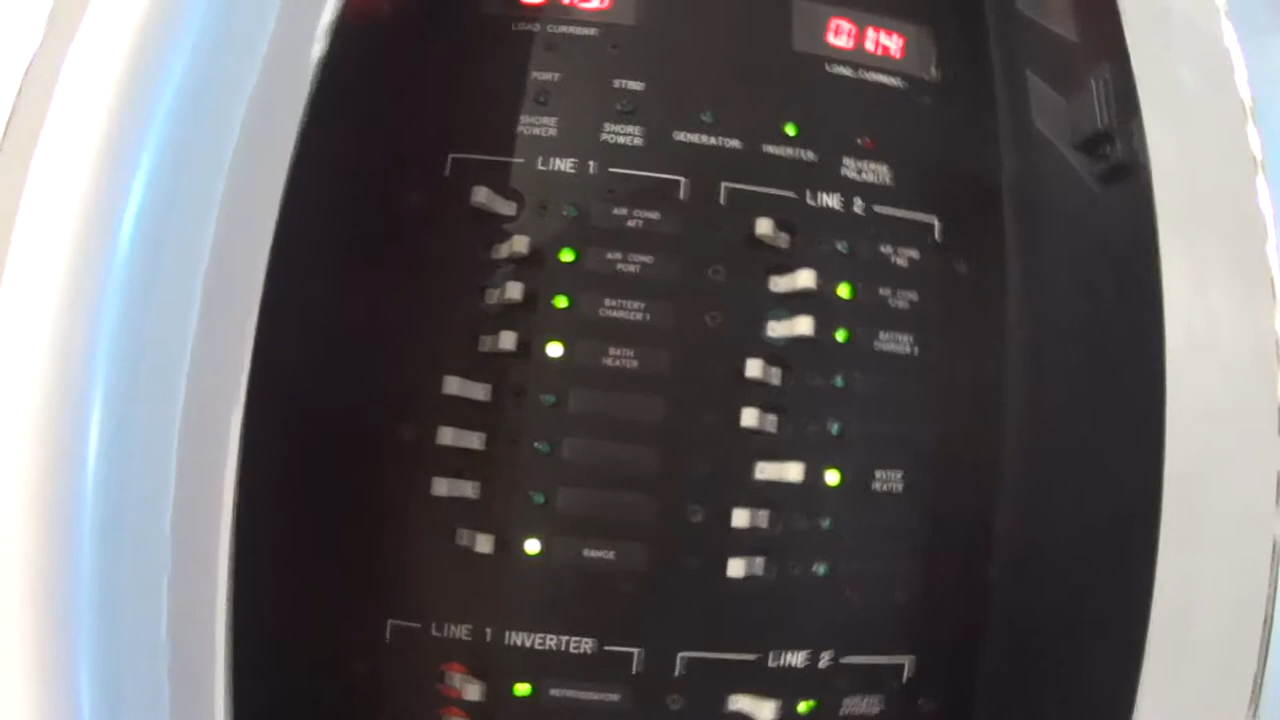 014
LOAD CURRENT
LOAD CURRENT
PORT
STBD
SHORE
POWER
SHORE
POWER
GENERATOR
INVERTER
REVERSE
POLARITY
LINE 1
LINE 2
AIR COND
AFT
AIR COND
FWD
AIR COND
PORT
AIR COND
STBD
BATTERY
CHARGER 1
BATTERY
CHARGER 2
BATH
HEATER
WATER
HEATER
RANGE
LINE 1 INVERTER
LINE 2
REFRIGERATOR